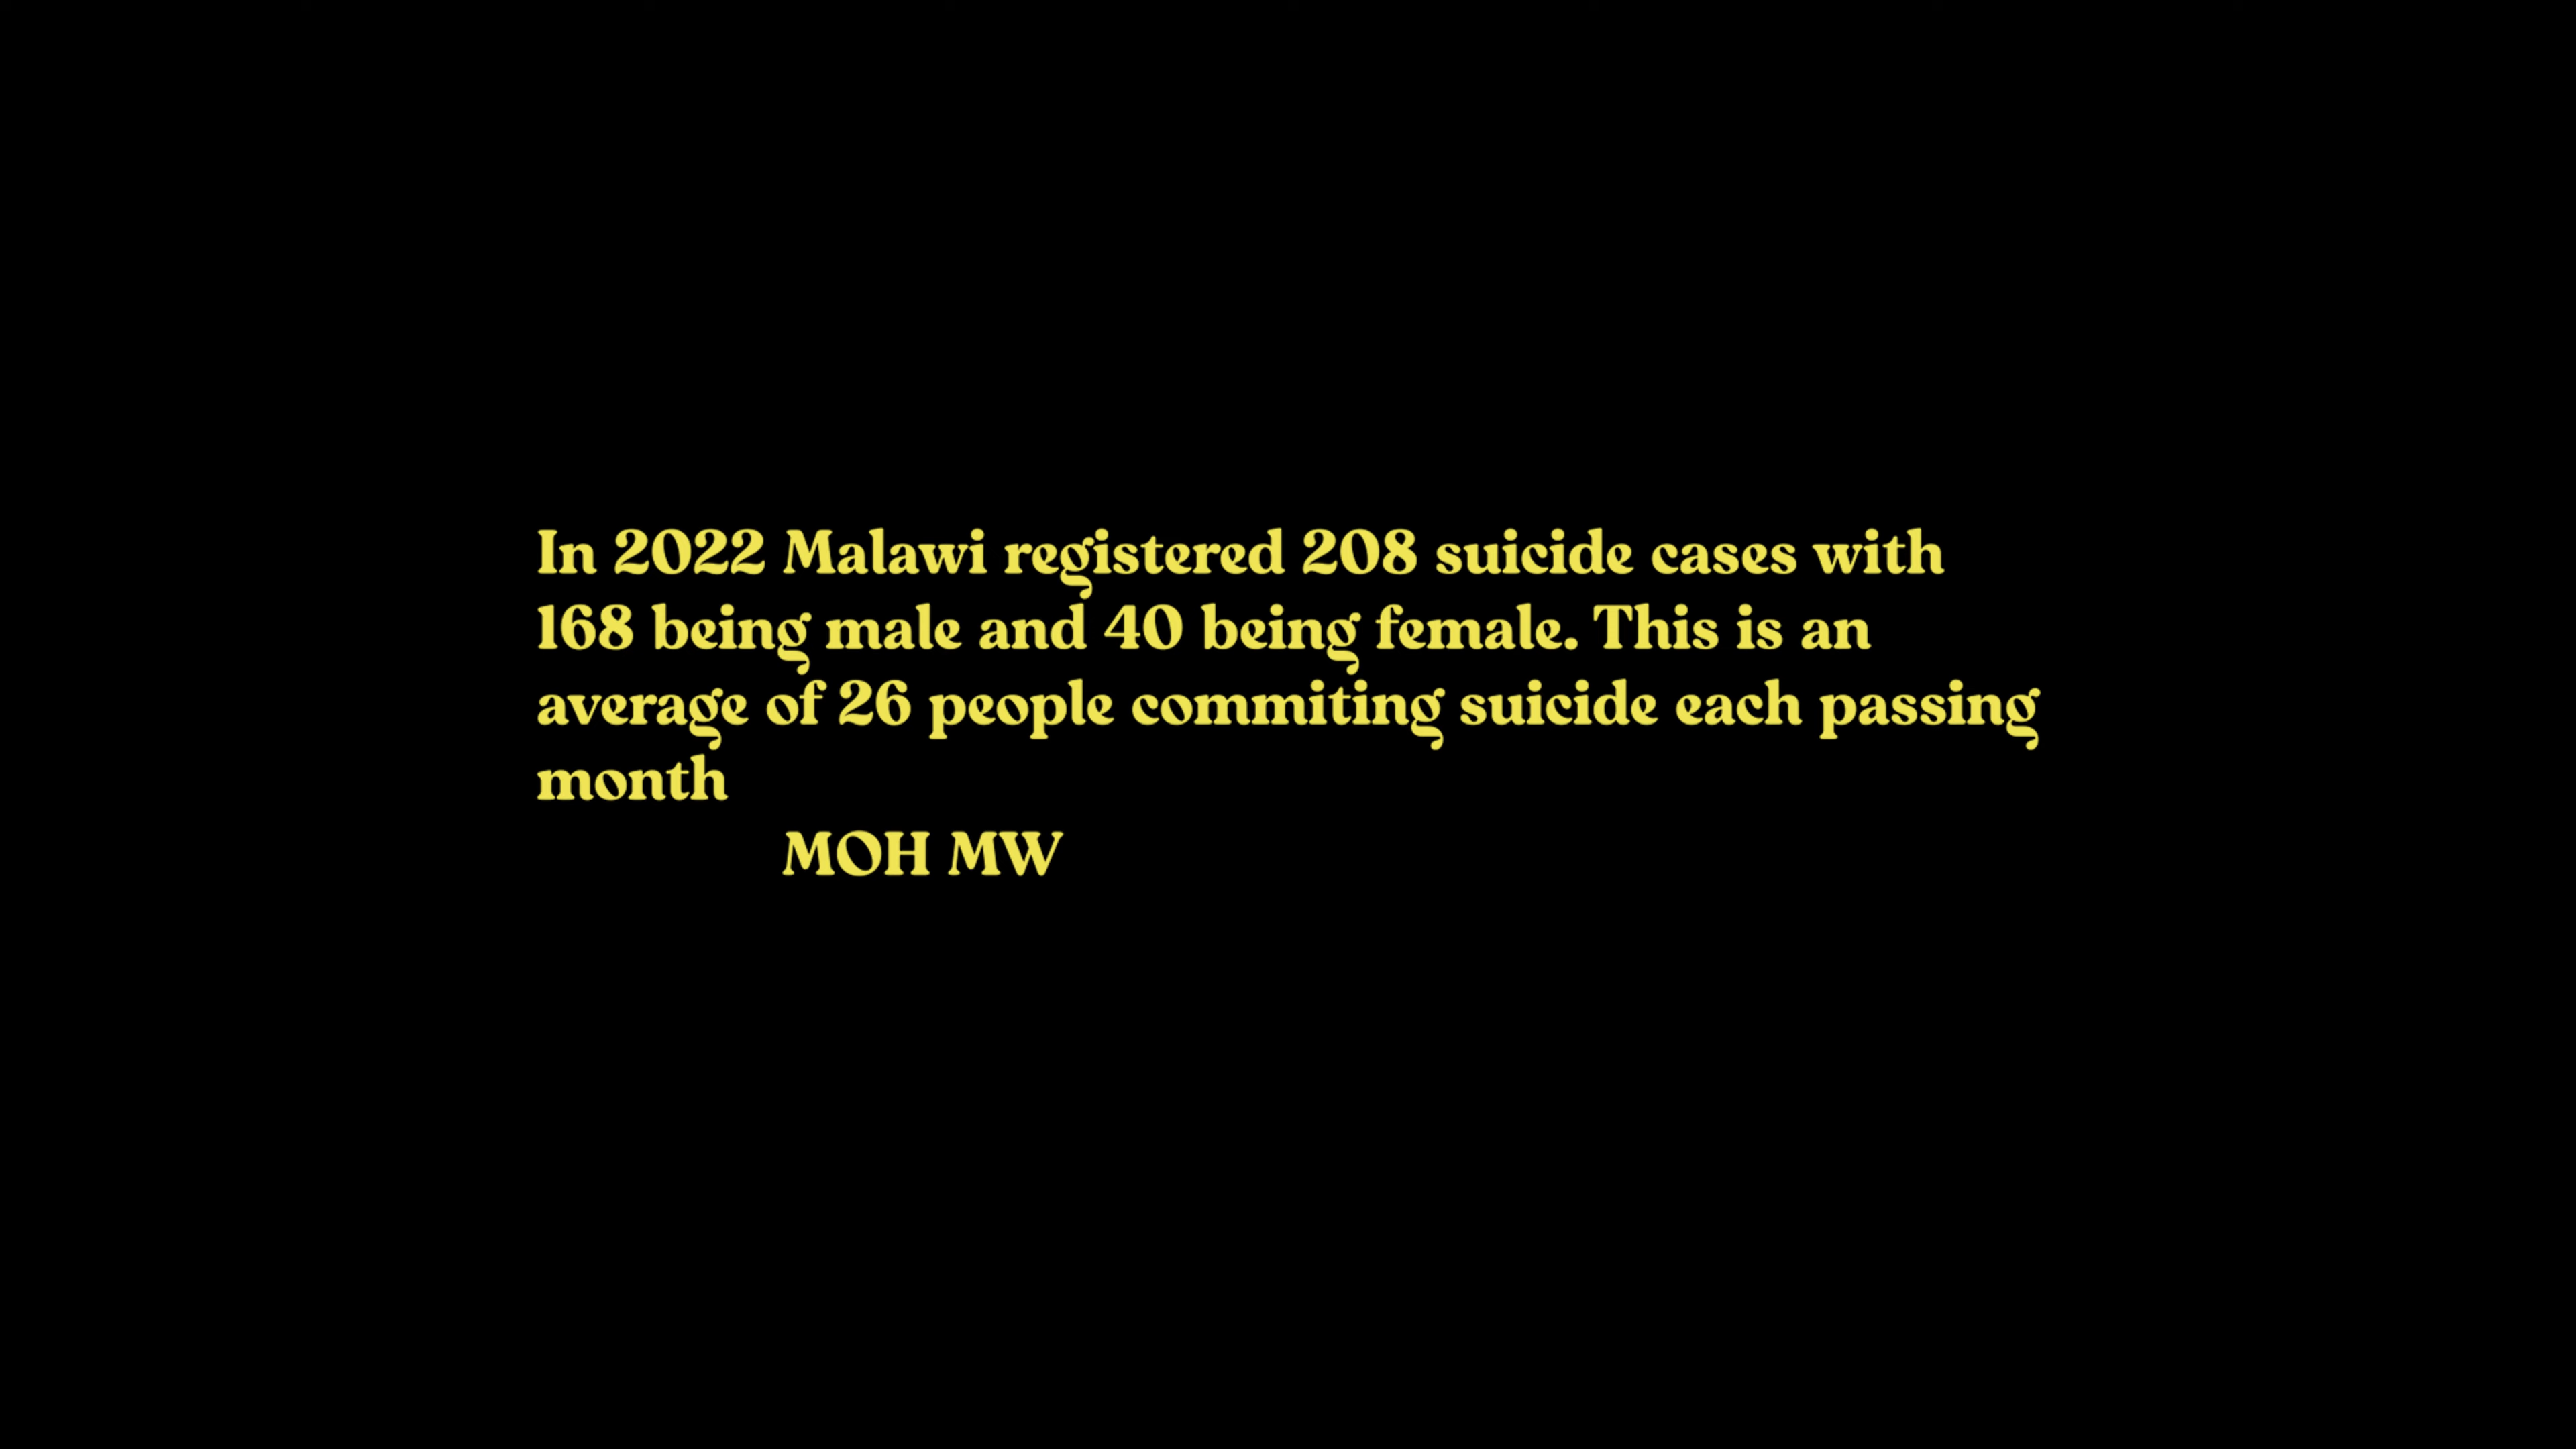 In 2022 Malawi registered 208 suicide cases with
168 being male and 40 being female. This is an
average of 26 people commiting suicide each passing
month
MOH MW